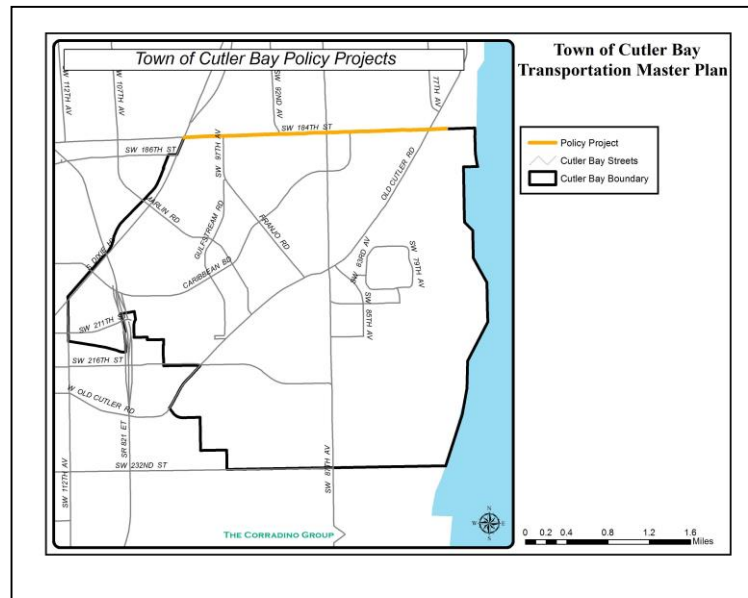 Town of Cutler Bay Policy Projects
Town of Cutler Bay
Transportation Master Plan
Policy Project
Cutler Bay Streets
Cutler Bay Boundary
112TH AV
107TH AV
SW 92ND AV
77TH AV
SW 184TH ST
SW 186TH ST
SW 97TH AV
OLD CUTLER RD
MARLIN RD
GULFSTREAM RD
FRANJO RD
CARIBBEAN BD
SW 83RD AV
SW 79TH AV
SW 85TH AV
SW 211TH ST
SW 216TH ST
W OLD CUTLER RD
SR 821 ET
SW 112TH AV
SW 232ND ST
SW 87TH AV
THE CORRADINO GROUP
N
W E
S
0 0.2 0.4 0.8 1.2 1.6
Miles